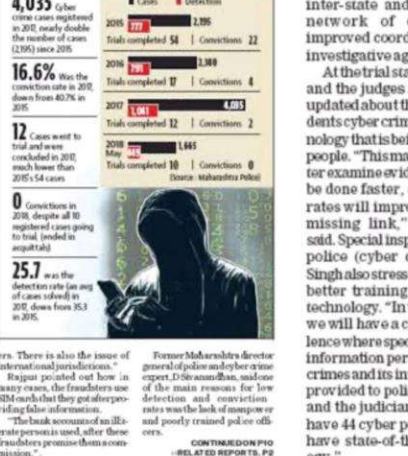 4,035 Cyber
crime cases registered
in 2017, nearly double
the number of cases
(2,195) since 2015
16.6% Was the
conviction rate in 2017,
down from 40.7% in
2015
12 Cases went to
trial and were
concluded in 2017,
much lower than
2015's 54 cases
0 Convictions in
2018, despite all 10
registered cases going
to trial (ended in
acquittals)
25.7 was the
detection rate (an avg
of cases solved) in
2017, down from 35.3
in 2015.
Cases Detection
2015 777 2,195
Trials completed 54 | Convictions 22
2016 791
Trials completed 17 | Convictions 4
2017 1,041 4,035
Trials completed 12 | Convictions 2
2018 1,665
May
Trials completed 10 | Convictions 0
(Source: Maharashtra Police)
ers. There is also the issue of
international jurisdictions."
Rajput pointed out how in
many cases, the fraudsters use
SIM cards that they got after pro-
viding false information.
"The bank accounts of an illi-
terate person is used, after these
fraudsters promise them a com-
mission."
Former Maharashtra director
general of police and cyber crime
expert, D Sivanandhan, said one
of the main reasons for low
detection and conviction
rates was the lack of manpower
and poorly trained police offi-
cers.
CONTINUED ON P10
RELATED REPORTS, P2
inter-state and
network of
improved coord
investigative ag
At the trial sta
and the judges
updated about th
dents cyber crim
nology that is bei
people. "This ma
ter examine evid
be done faster,
rates will impro
missing link,"
said. Special insp
police (cyber
Singh also stress
better training
technology. "In
we will have a c
lence where spec
information per
crimes and its in
provided to polic
and the judiciar
have 44 cyber p
have state-of-th